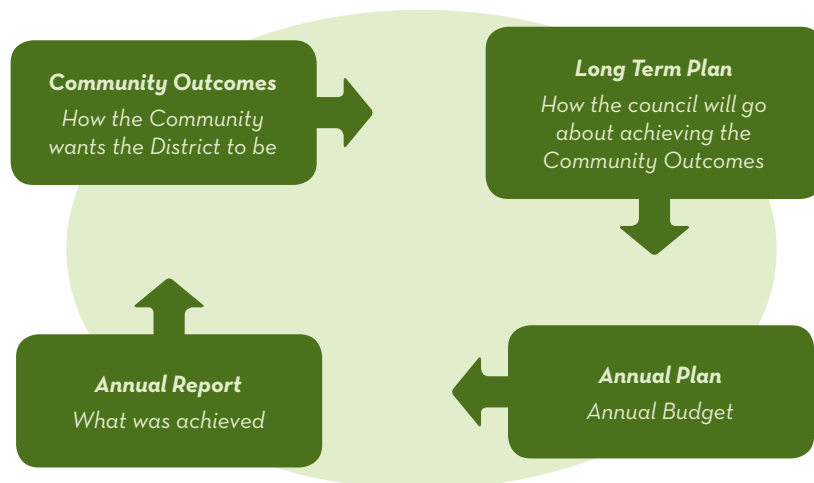 Community Outcomes
How the Community
wants the District to be
Long Term Plan
How the council will go
about achieving the
Community Outcomes
Annual Report
What was achieved
Annual Plan
Annual Budget